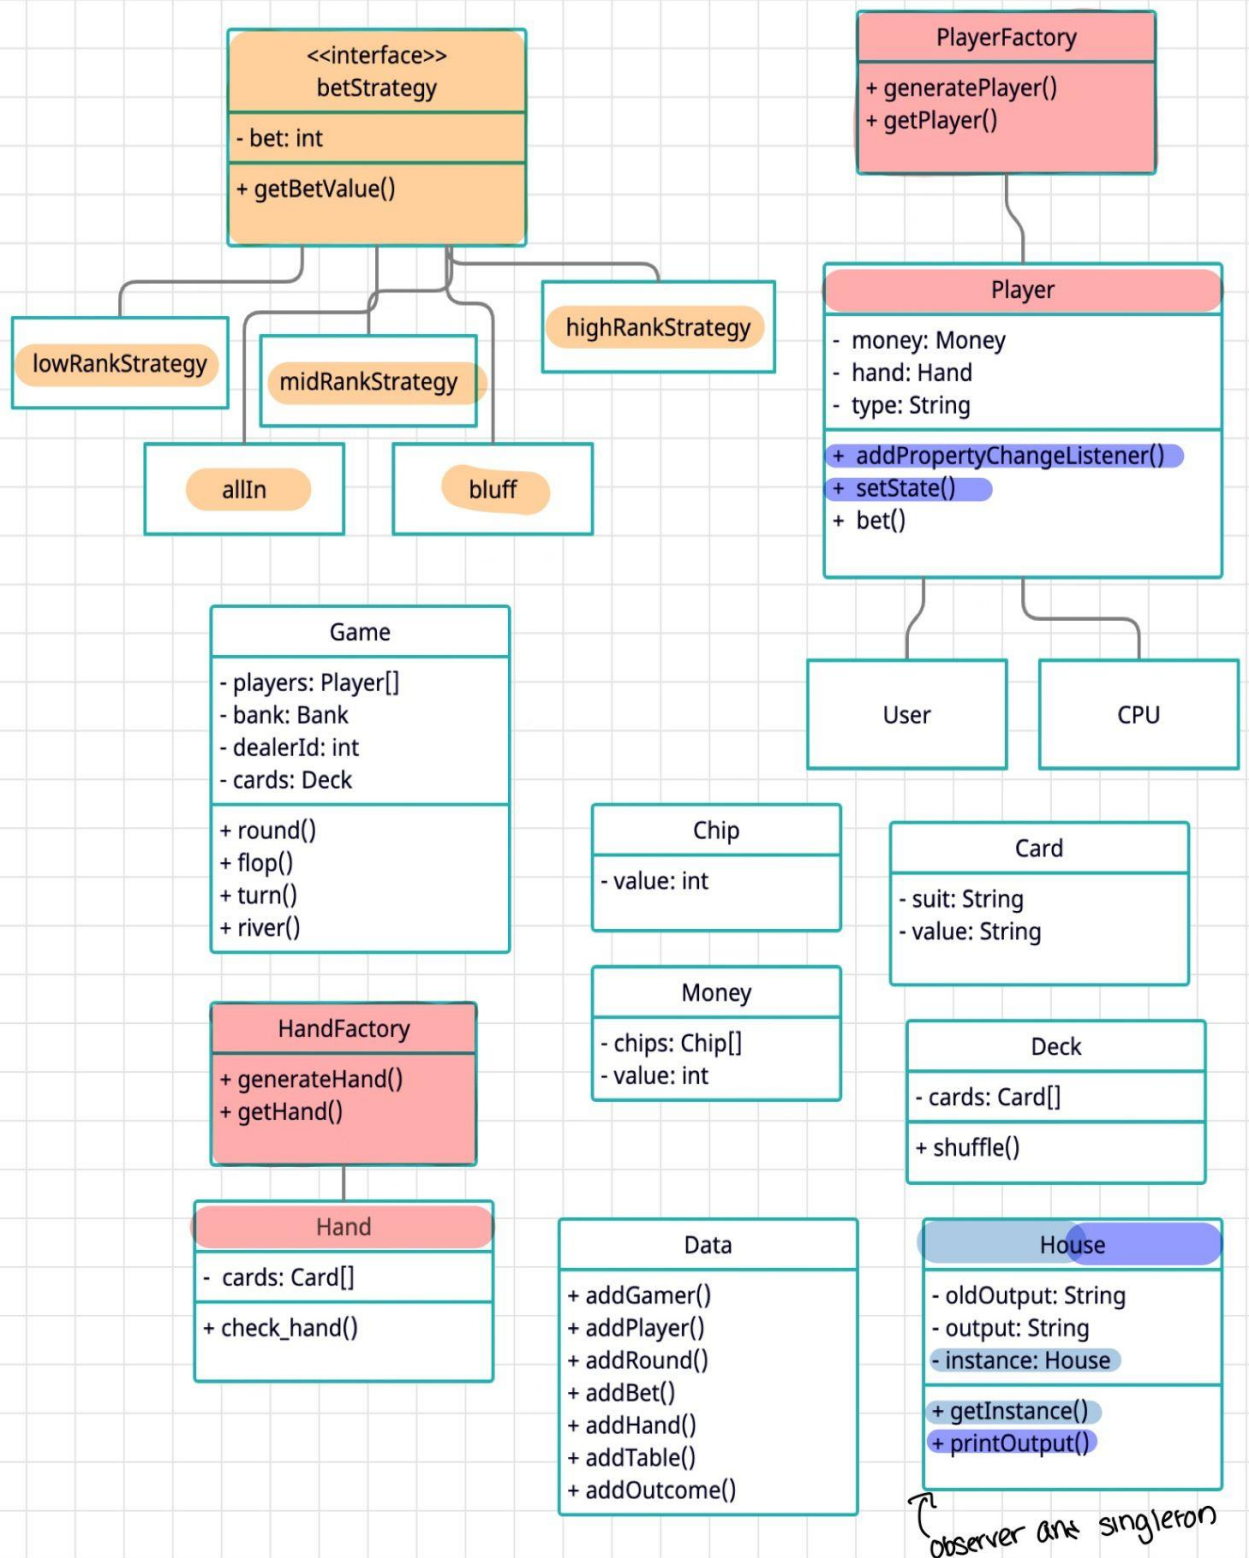 <<interface>>
betStrategy
- bet: int
+ getBetValue()
lowRankStrategy
midRankStrategy
highRankStrategy
allIn
bluff
PlayerFactory
+ generatePlayer()
+ getPlayer()
Player
- money: Money
- hand: Hand
- type: String
+ addPropertyChangeListener()
+ setState()
+ bet()
User
CPU
Game
- players: Player[]
- bank: Bank
- dealerId: int
- cards: Deck
+ round()
+ flop()
+ turn()
+ river()
Chip
- value: int
Card
- suit: String
- value: String
Money
- chips: Chip[]
- value: int
Deck
- cards: Card[]
+ shuffle()
HandFactory
+ generateHand()
+ getHand()
Hand
- cards: Card[]
+ check_hand()
Data
+ addGamer()
+ addPlayer()
+ addRound()
+ addBet()
+ addHand()
+ addTable()
+ addOutcome()
House
- oldOutput: String
- output: String
- instance: House
+ getInstance()
+ printOutput()
observer and singleton